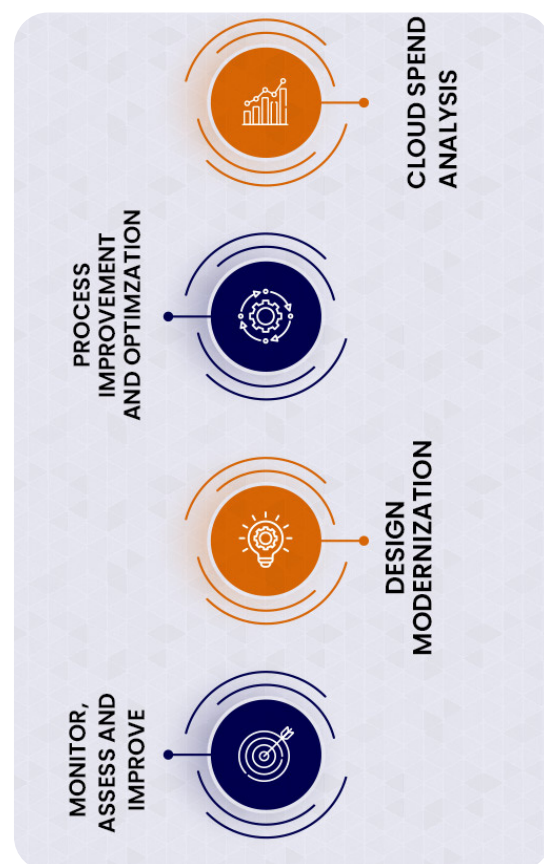 CLOUD SPEND
ANALYSIS
PROCESS
IMPROVEMENT
AND OPTIMZATION
DESIGN
MODERNIZATION
MONITOR,
ASSESS AND
IMPROVE